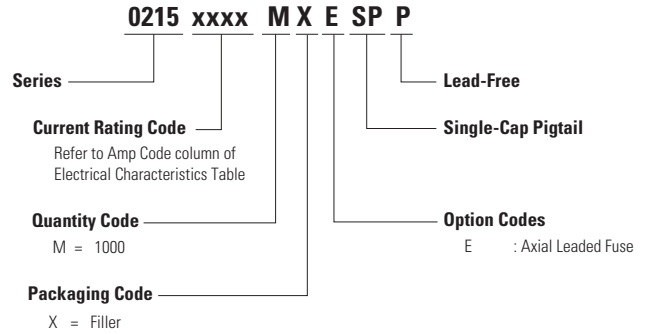 0215 xxxx M X E SP P
Series
Lead-Free
Current Rating Code
Single-Cap Pigtail
Refer to Amp Code column of
Electrical Characteristics Table
Quantity Code
Option Codes
M = 1000
E : Axial Leaded Fuse
Packaging Code
X = Filler